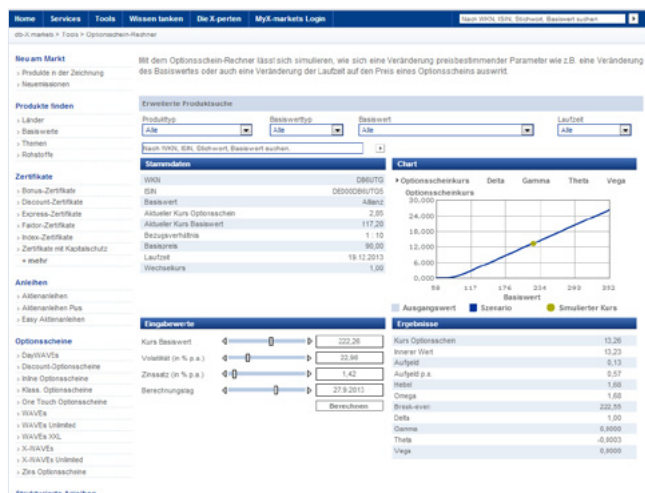 Home Services Tools Wissen tanken Die X-perten MyX-markets Login Nach WKN, ISIN, Stichwort, Basiswert suchen
db-X markets > Tools > Optionsschein-Rechner
Neu am Markt
› Produkte in der Zeichnung
› Neuemissionen
Produkte finden
› Länder
› Basiswerte
› Themen
› Rohstoffe
Zertifikate
› Bonus-Zertifikate
› Discount-Zertifikate
› Express-Zertifikate
› Faktor-Zertifikate
› Index-Zertifikate
› Zertifikate mit Kapitalschutz
» mehr
Anleihen
› Aktienanleihen
› Aktienanleihen Plus
› Easy Aktienanleihen
Optionsscheine
› DayWAVEs
› Discount-Optionsscheine
› Inline Optionsscheine
› Klass. Optionsscheine
› One Touch Optionsscheine
› WAVEs
› WAVEs Unlimited
› WAVEs XXL
› X-WAVEs
› X-WAVEs Unlimited
› Zins Optionsscheine
Strukturierte Anleihen
Mit dem Optionsschein-Rechner lässt sich simulieren, wie sich eine Veränderung preisbestimmender Parameter wie z.B. eine Veränderung
des Basiswertes oder auch eine Veränderung der Laufzeit auf den Preis eines Optionsscheins auswirkt.
Erweiterte Produktsuche
Produkttyp Basiswerttyp Basiswert Laufzeit
Alle Alle Alle Alle
Nach WKN, ISIN, Stichwort, Basiswert suchen
Stammdaten
WKN DB6UTG
ISIN DE000DB6UTG5
Basiswert Allianz
Aktueller Kurs Optionsschein 2,85
Aktueller Kurs Basiswert 117,20
Bezugsverhältnis 1 : 10
Basispreis 90,00
Laufzeit 19.12.2013
Wechselkurs 1,00
Chart
Optionsscheinkurs Delta Gamma Theta Vega
Optionsscheinkurs
30.000
24.000
18.000
12.000
6.000
0.000
58 117 176 234 293 352
Basiswert
Ausgangswert Szenario Simulierter Kurs
Eingabewerte
Kurs Basiswert 222,26
Volatilität (in % p.a.) 22,98
Zinssatz (in % p.a.) 1,42
Berechnungstag 27.9.2013
Berechnen
Ergebnisse
Kurs Optionsschein 13,26
Innerer Wert 13,23
Aufgeld 0,13
Aufgeld p.a. 0,57
Hebel 1,68
Omega 1,68
Break-even 222,55
Delta 1,00
Gamma 0,0000
Theta -0,0003
Vega 0,0000